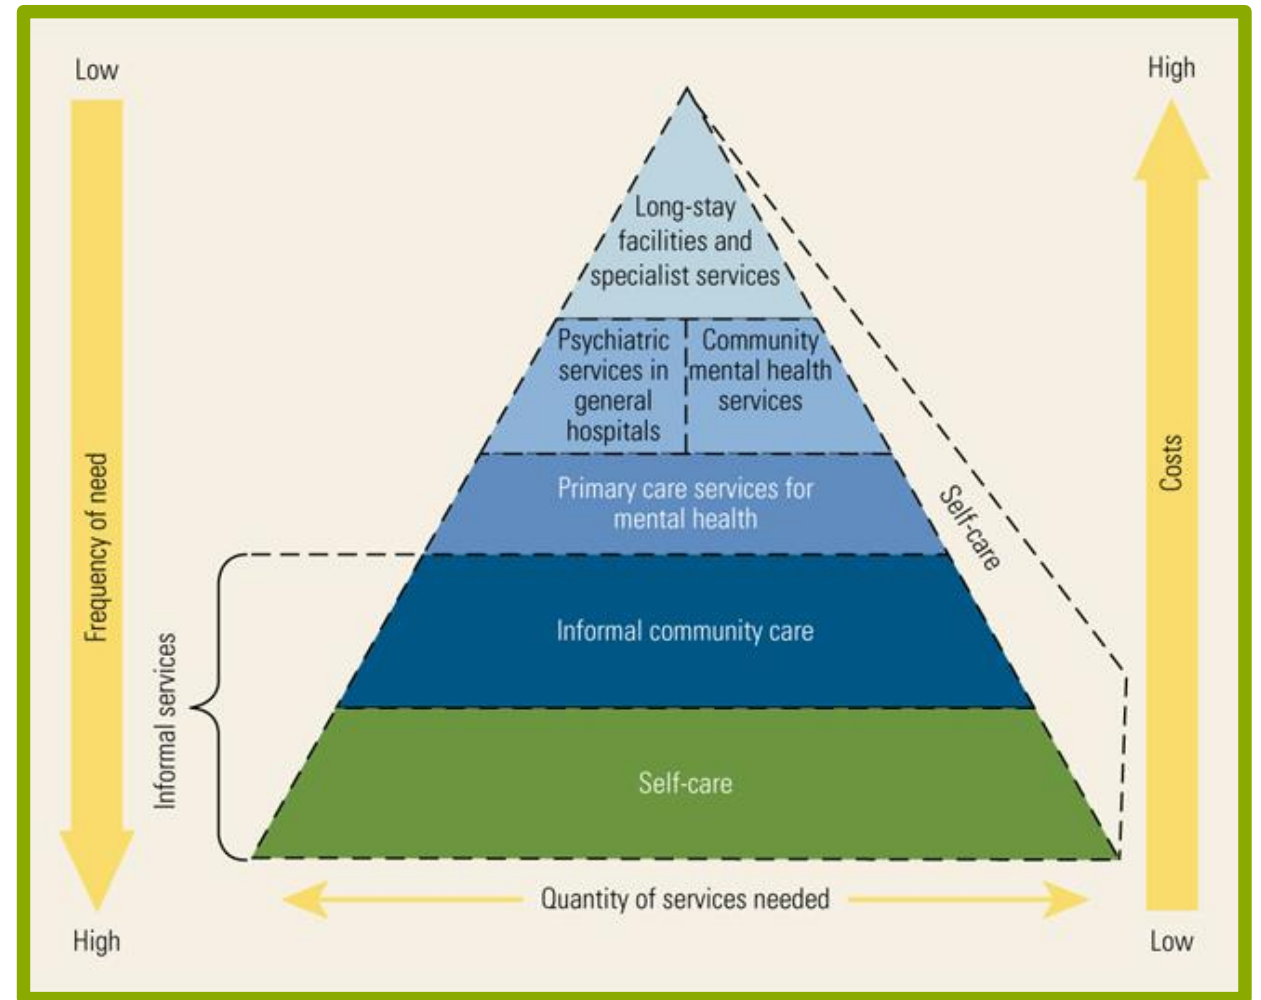 Low
High
Long-stay
facilities and
specialist services
Psychiatric
services in
general
hospitals
Community
mental health
services
Primary care services for
mental health
Informal community care
Self-care
Self-care
Frequency of need
Informal services
Costs
Quantity of services needed
High
Low